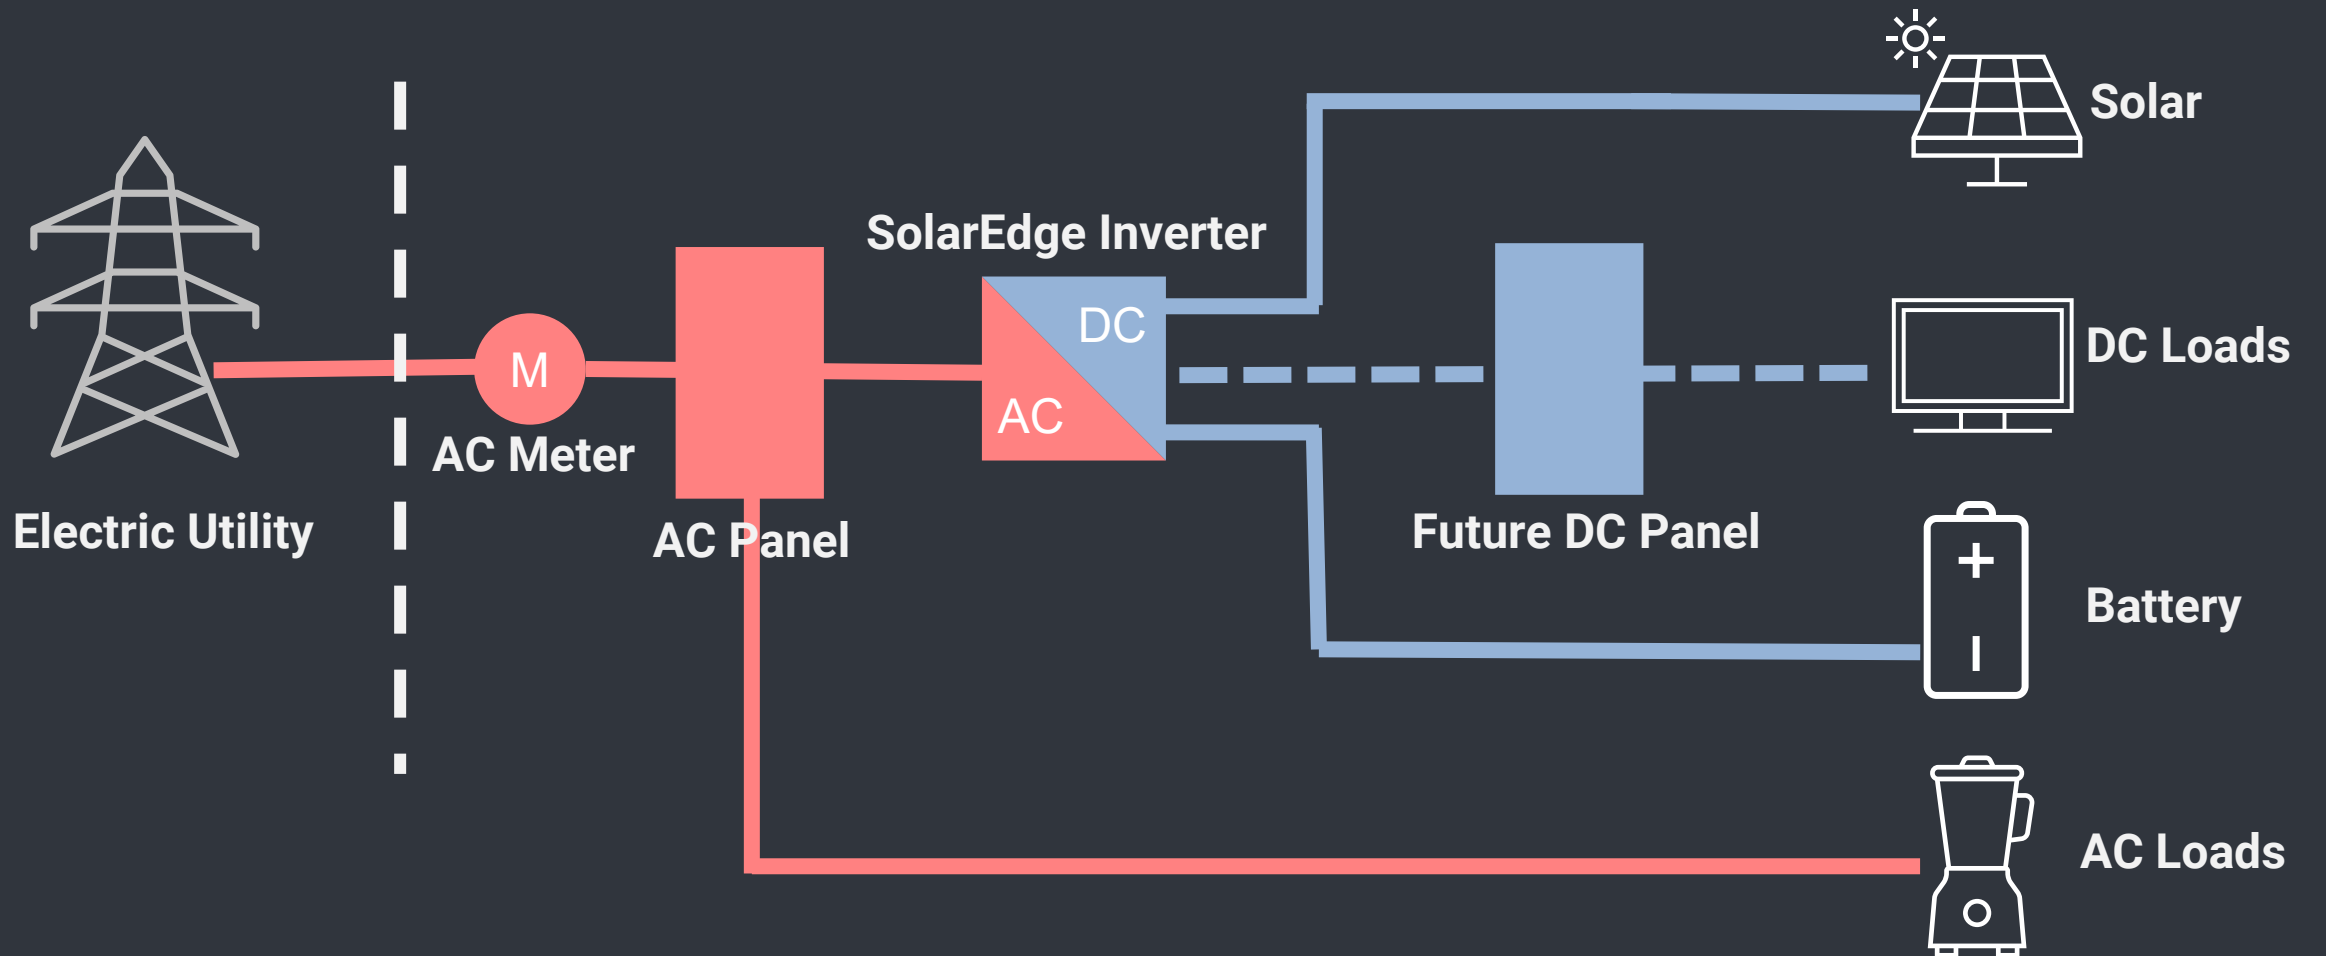 Solar
SolarEdge Inverter
DC
AC
M
AC Meter
DC Loads
Electric Utility
AC Panel
Future DC Panel
Battery
AC Loads